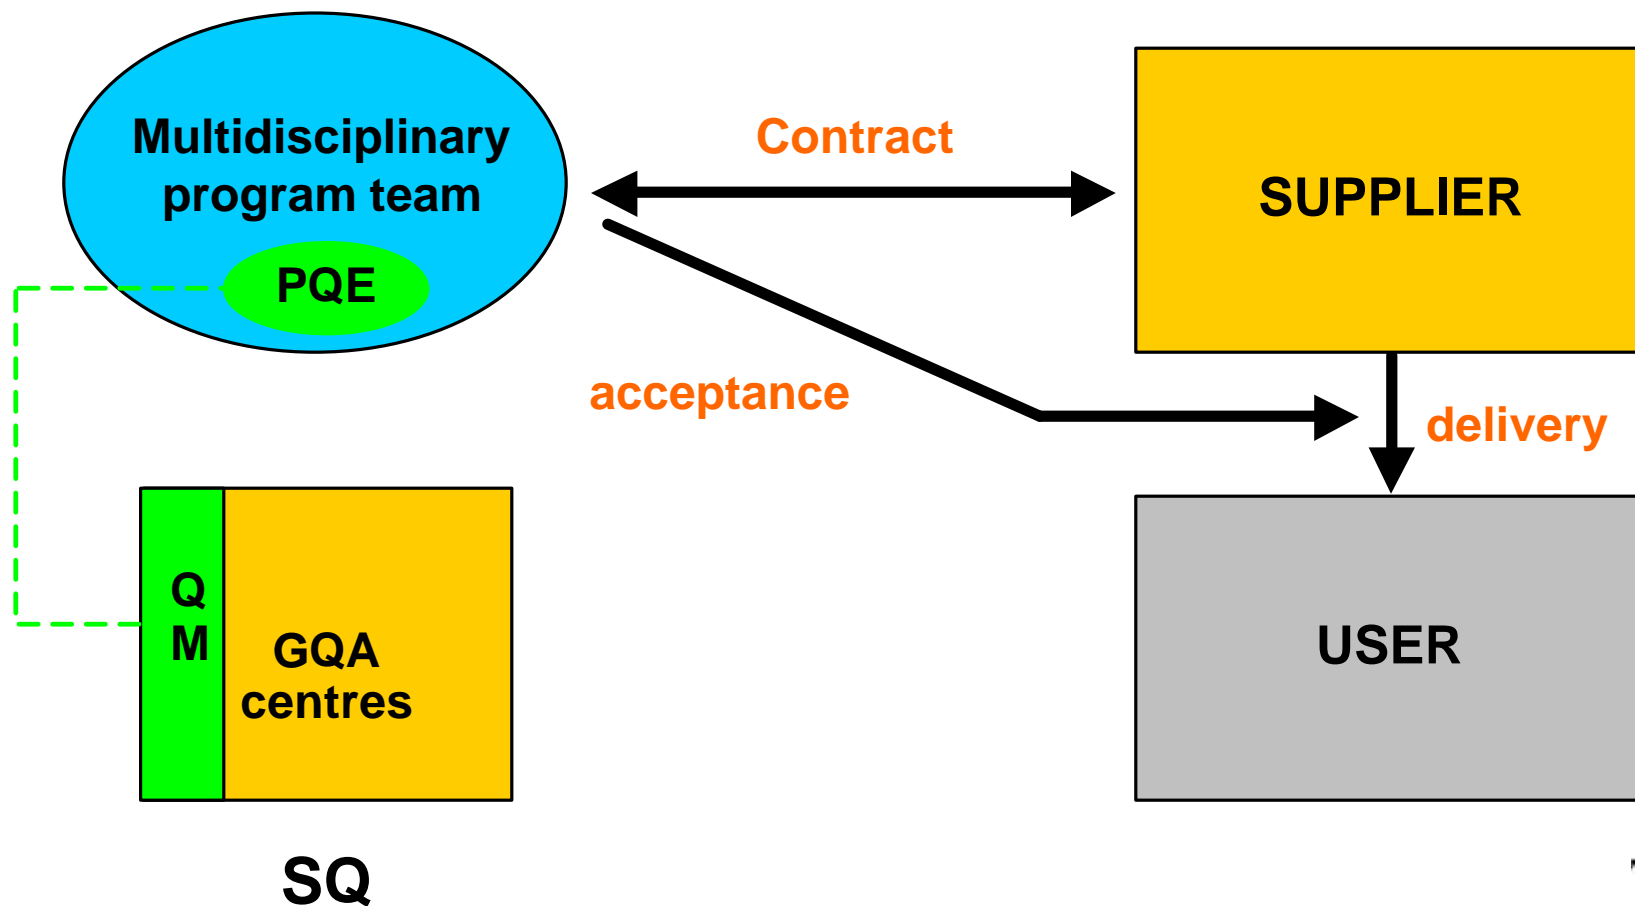 Multidisciplinary
program team
PQE
Contract
SUPPLIER
acceptance
delivery
Q
M
GQA
centres
USER
SQ